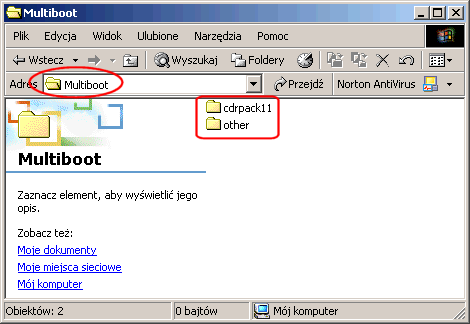 Multiboot
Plik Edycja Widok Ulubione Narzędzia Pomoc
Wstecz Wyszukaj Foldery
Adres Multiboot Przejdź Norton AntiVirus
cdrpack11
other
Multiboot
Zaznacz element, aby wyświetlić jego
opis.
Zobacz też:
Moje dokumenty
Moje miejsca sieciowe
Mój komputer
Obiektów: 2 0 bajtów Mój komputer